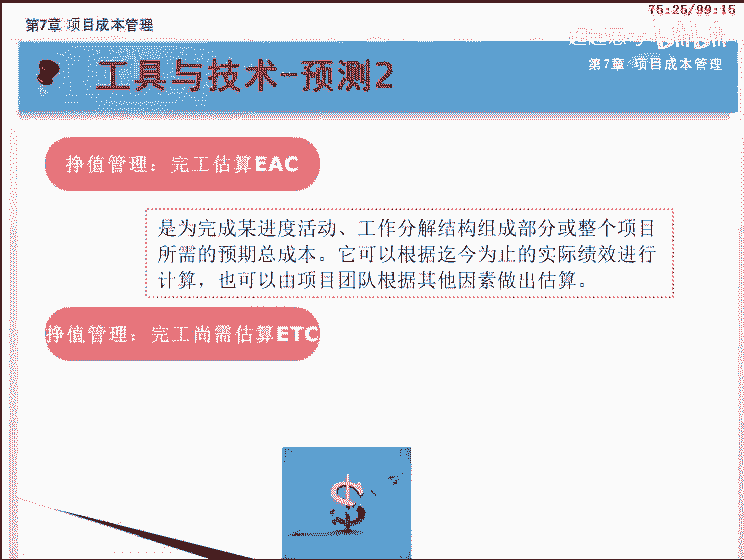 75:25/99:15
第7章 项目成本管理
工具与技术-预测2
第7章 项目成本管理
挣值管理：完工估算EAC
是为完成某进度活动、工作分解结构组成部分或整个项目
所需的预期总成本。它可以根据迄今为止的实际绩效进行
计算，也可以由项目团队根据其他因素做出估算。
挣值管理：完工尚需估算ETC